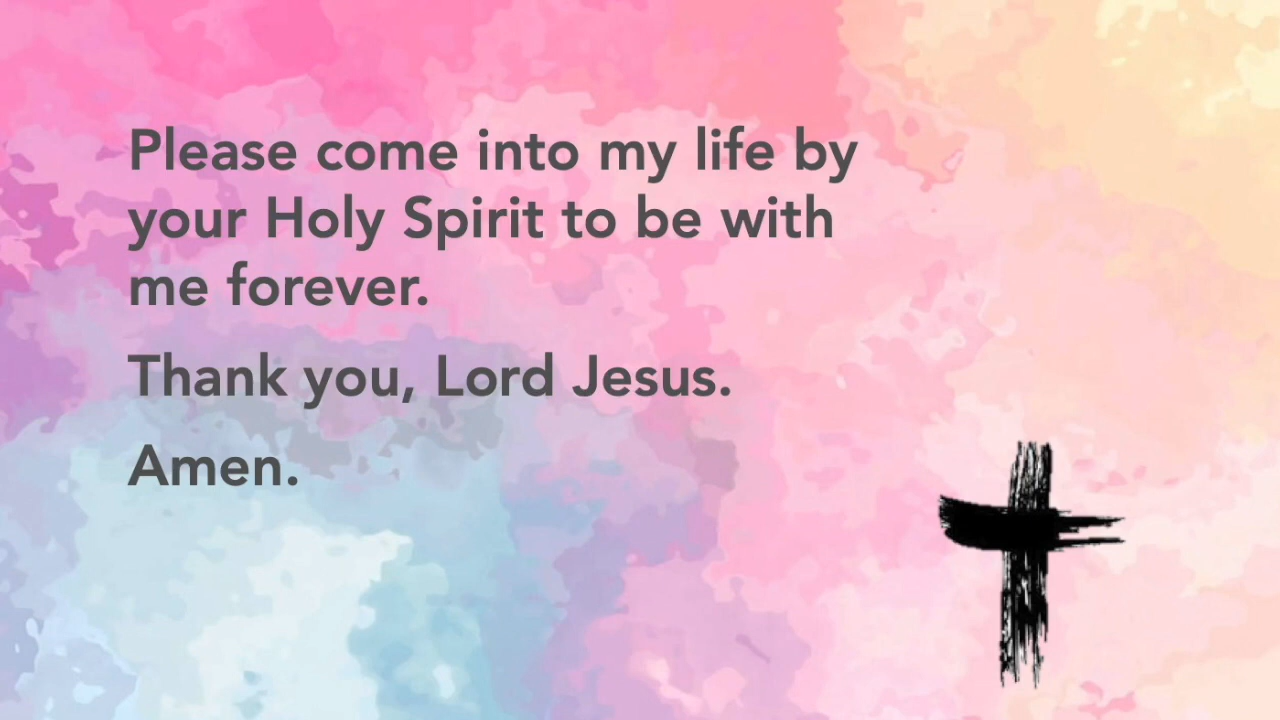 Please come into my life by
your Holy Spirit to be with
me forever.
Thank you, Lord Jesus.
Amen.